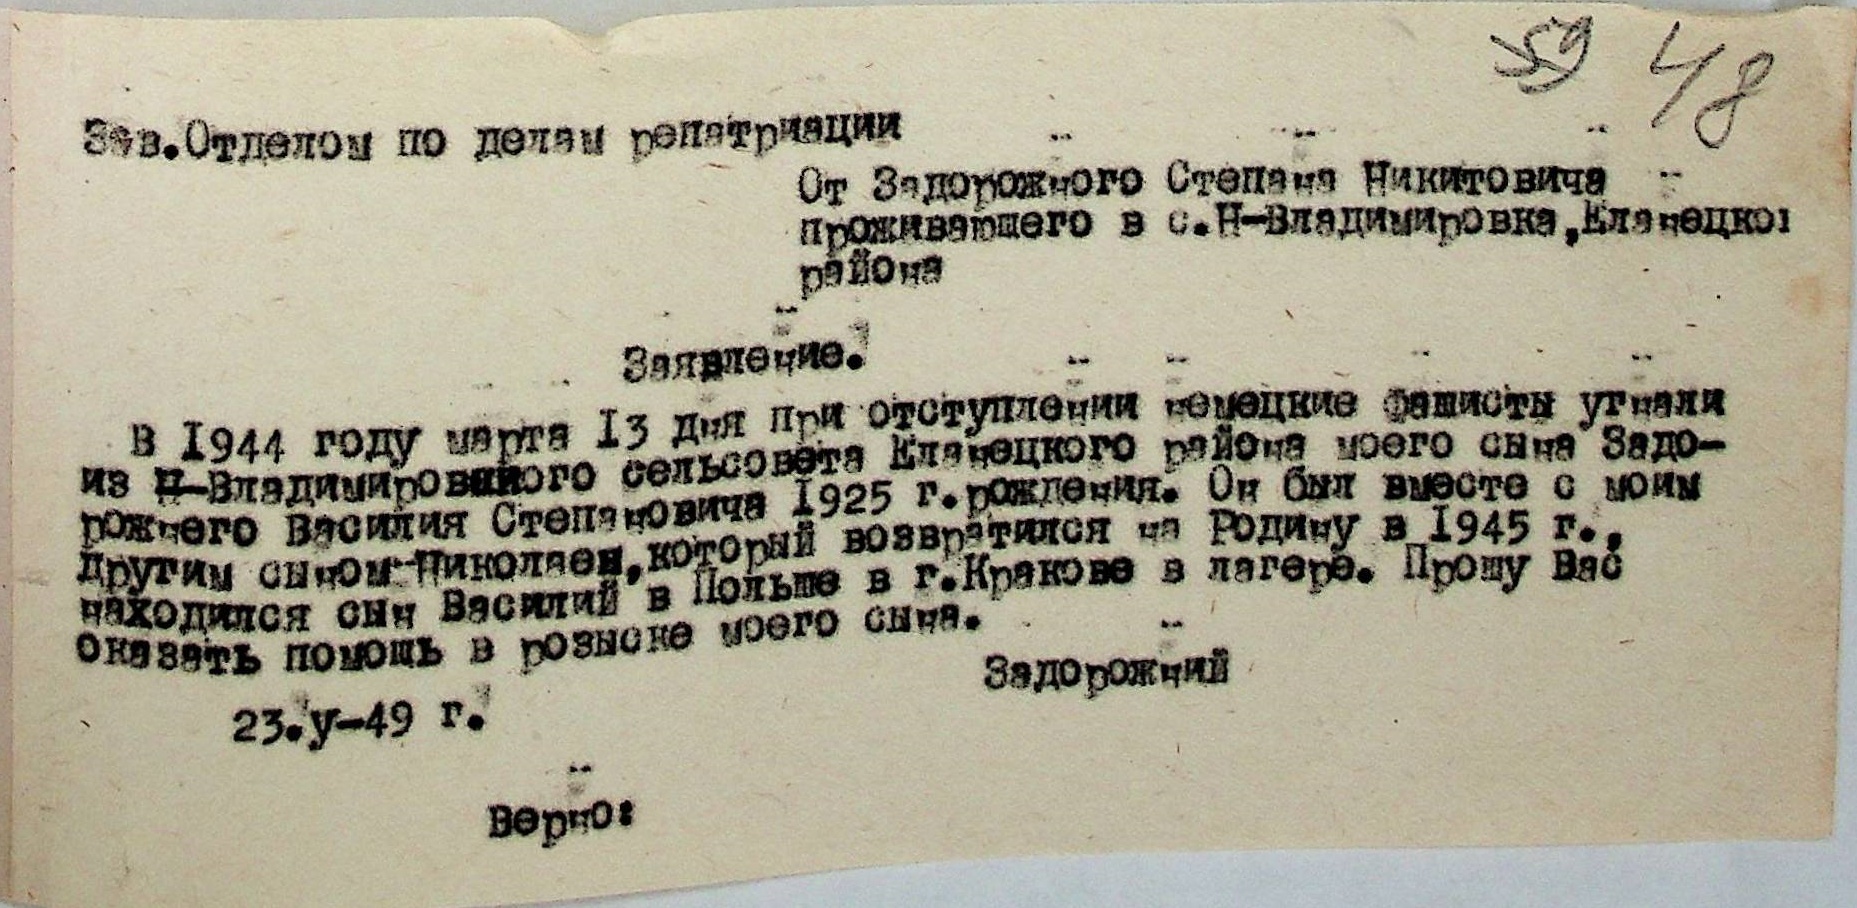 59 48
Зав.Отделом по делам репатриации
От Задорожного Степана Никитовича
проживающего в с.Н-Владимировка,Еланецког
района
Заявление.
В 1944 году марта 13 дня при отступлении немецкие фашисты угнали
из Н-Владимировкого сельсовета Еланецкого района моего сына Задо-
рожнего Василия Степановича 1925 г.рождения. Он был вместе с моим
другим сыном-Николаем,который возвратился на Родину в 1945 г.,
находился сын Василий в Польше в г.Кракове в лагере. Прошу Вас
оказать помощь в розыске моего сына.
Задорожний
23.у-49 г.
Верно: